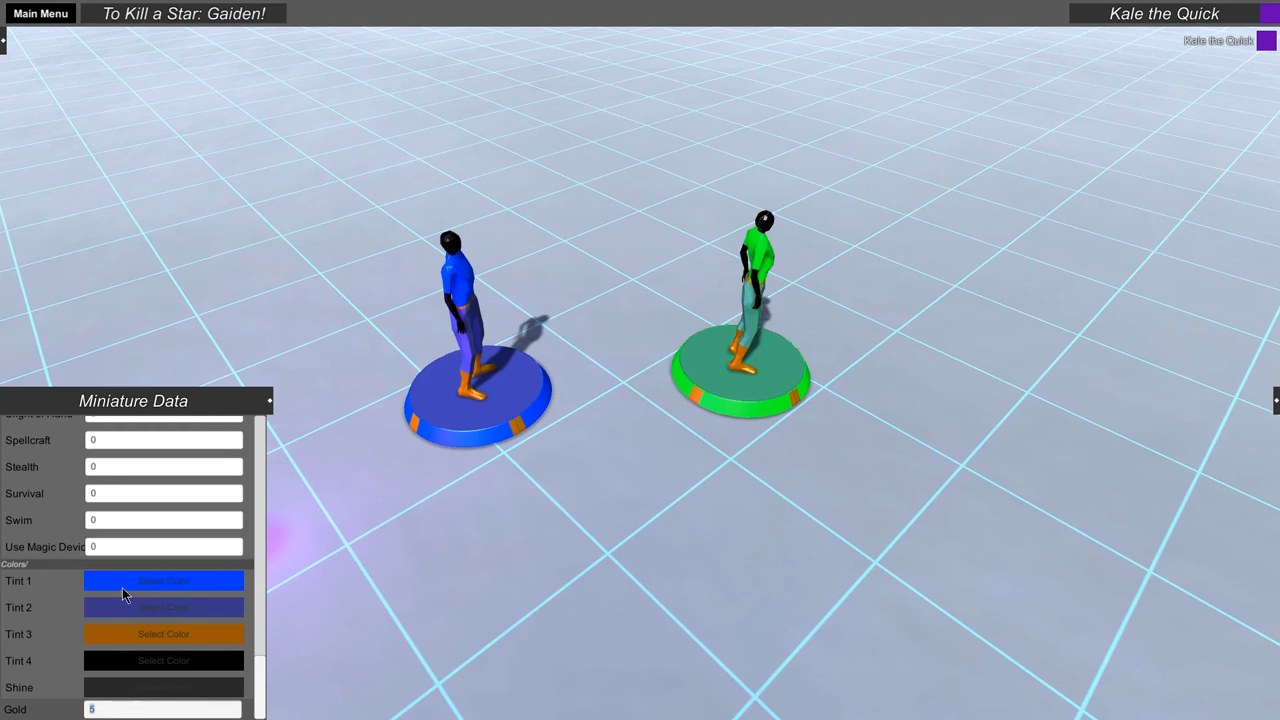 Main Menu
To Kill a Star: Gaiden!
Kale the Quick
Kale the Quick
Miniature Data
Spellcraft 0
Stealth 0
Survival 0
Swim 0
Use Magic Devic 0
Colors/
Tint 1 Select Color
Tint 2 Select Color
Tint 3 Select Color
Tint 4 Select Color
Shine
Gold 5